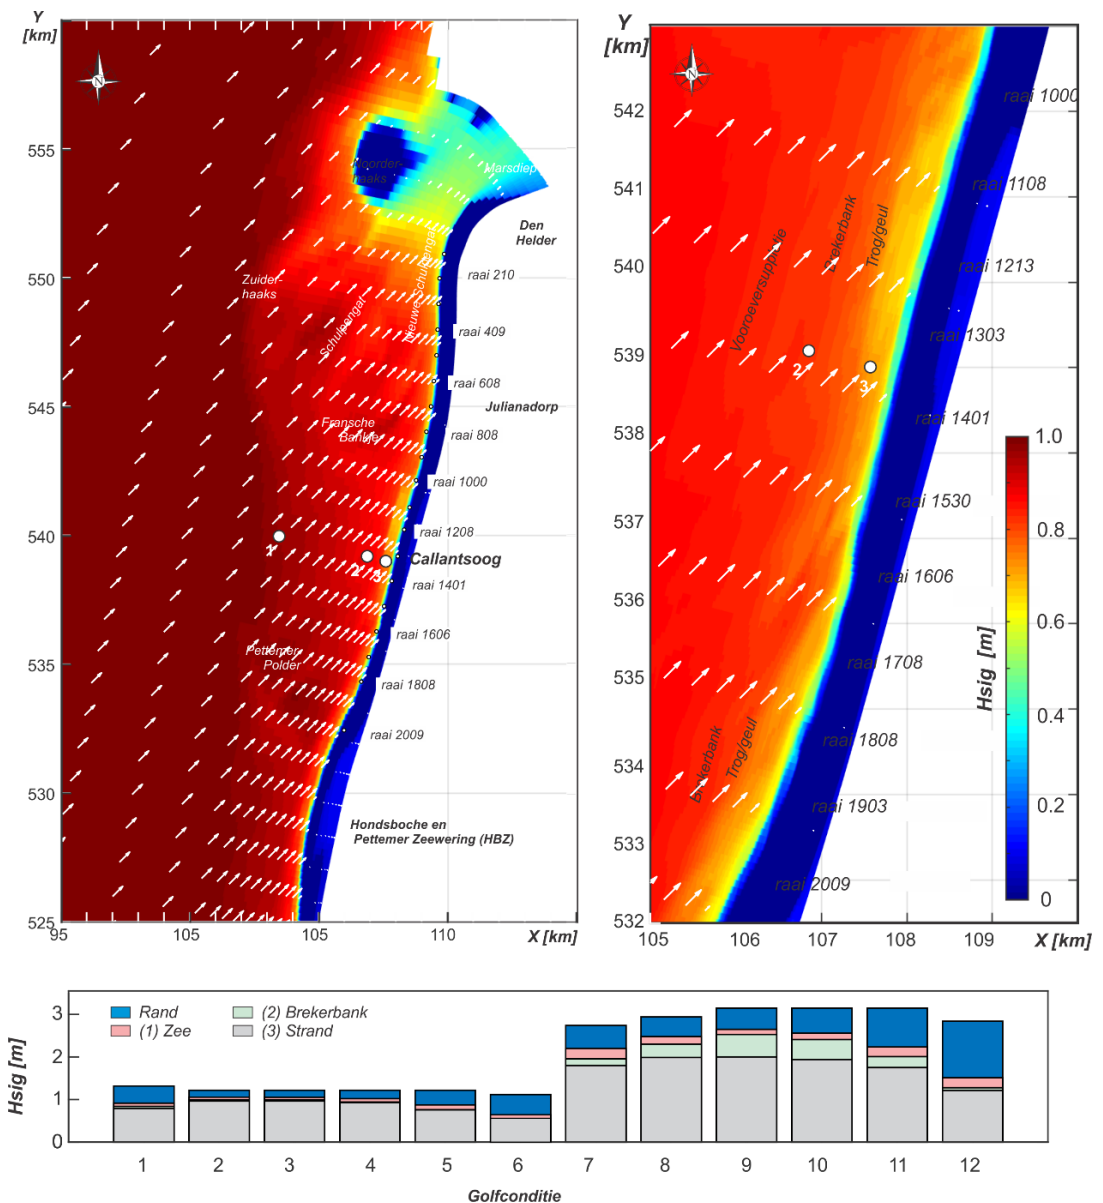 Y
[km]
555
550
545
540
535
530
525
95
105
105
110
X [km]
N
Noorder-
haaks
Marsdiep
Den
Helder
Zuider-
haaks
Schulpengat
Nieuwe Schulpengat
raai 210
raai 409
raai 608
Julianadorp
Fransche
Bankje
raai 808
raai 1000
raai 1208
1
2
3
Callantsoog
raai 1401
raai 1606
Pettemer
Polder
raai 1808
raai 2009
Hondsboche en
Pettemer Zeewering (HBZ)
Y
[km]
542
541
540
539
538
537
536
535
534
533
532
105
106
107
108
109
X [km]
N
raai 1000
raai 1108
raai 1213
raai 1303
raai 1401
raai 1530
raai 1606
raai 1708
raai 1808
raai 1903
raai 2009
Vooroeversuppletie
Brekerbank
Trog/geul
2
3
Brekerbank
Trog/geul
Hsig [m]
1.0
0.8
0.6
0.4
0.2
0
Hsig [m]
3
2
1
0
Rand
(1) Zee
(2) Brekerbank
(3) Strand
1 2 3 4 5 6 7 8 9 10 11 12
Golfconditie